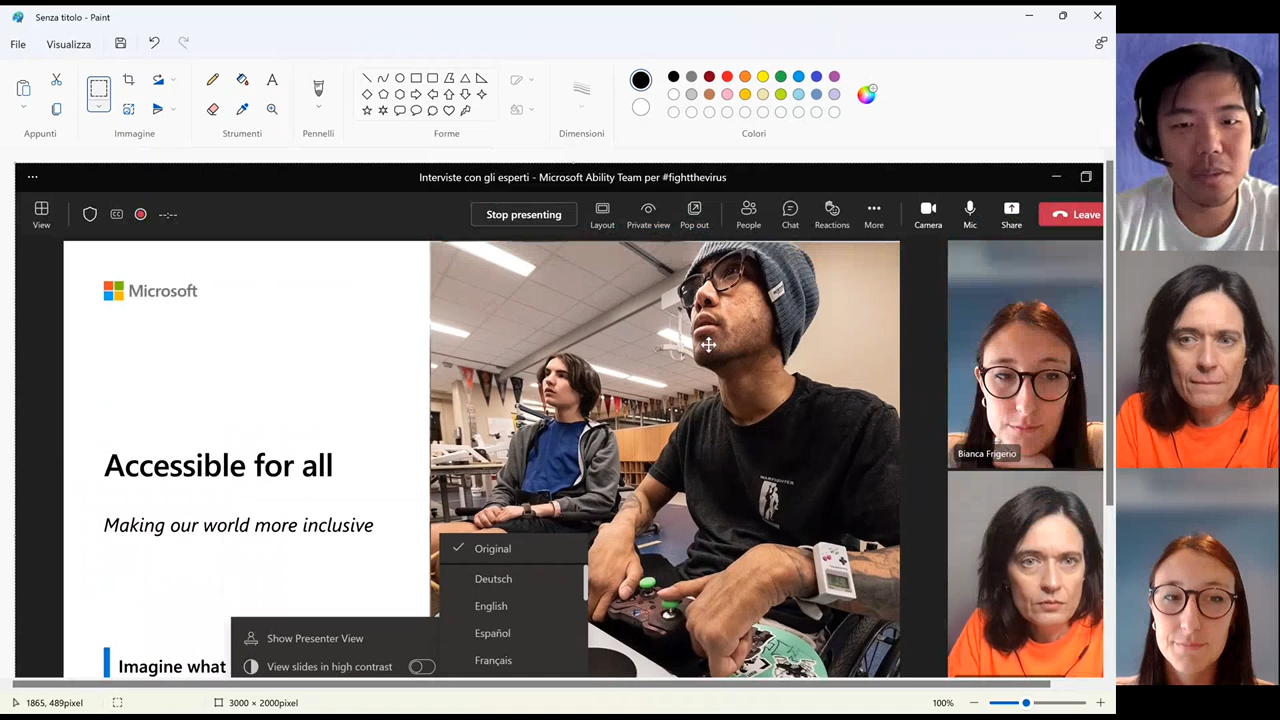 Senza titolo - Paint
File
Visualizza
Appunti
Immagine
Strumenti
Pennelli
Forme
Dimensioni
Colori
Interviste con gli esperti - Microsoft Ability Team per #fightthevirus
View
CC
--:--
Stop presenting
Layout
Private view
Pop out
People
Chat
Reactions
More
Camera
Mic
Share
Leave
Microsoft
Accessible for all
Making our world more inclusive
WARFIGHTER
Bianca Frigerio
Original
Deutsch
English
Español
Français
Show Presenter View
View slides in high contrast
Imagine what
1865, 489pixel
3000 × 2000pixel
100%